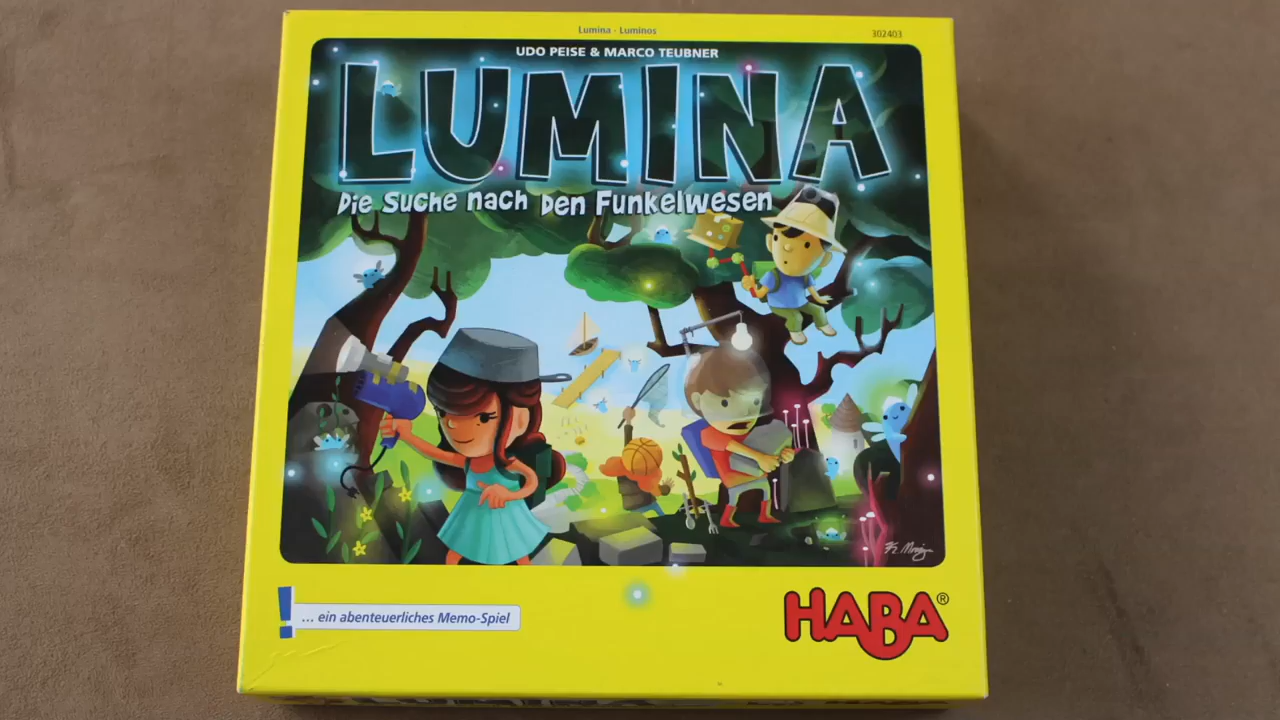 Lumina - Luminos
302403
UDO PEISE & MARCO TEUBNER
LUMINA
Die Suche nach den Funkelwesen
... ein abenteuerliches Memo-Spiel
HABA®